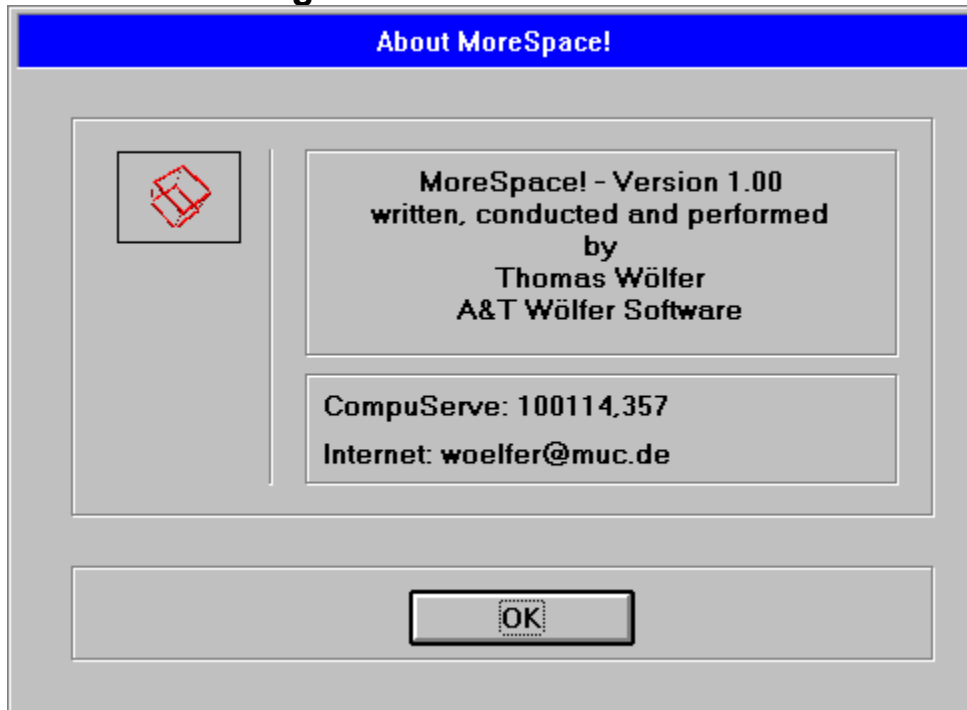 About MoreSpace!
MoreSpace! - Version 1.00
written, conducted and performed
by
Thomas Wölfer
A&T Wölfer Software
CompuServe: 100114,357
Internet: woelfer@muc.de
OK